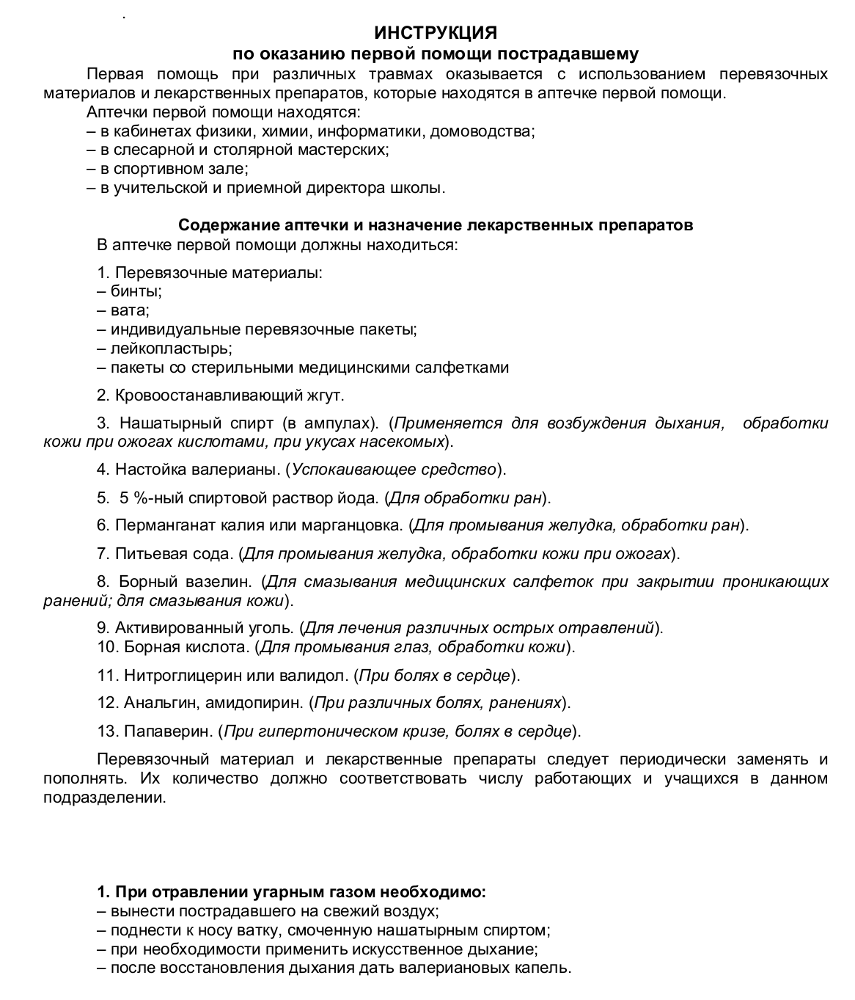 .
ИНСТРУКЦИЯ
по оказанию первой помощи пострадавшему
Первая помощь при различных травмах оказывается с использованием перевязочных
материалов и лекарственных препаратов, которые находятся в аптечке первой помощи.
Аптечки первой помощи находятся:
– в кабинетах физики, химии, информатики, домоводства;
– в слесарной и столярной мастерских;
– в спортивном зале;
– в учительской и приемной директора школы.
Содержание аптечки и назначение лекарственных препаратов
В аптечке первой помощи должны находиться:
1. Перевязочные материалы:
– бинты;
– вата;
– индивидуальные перевязочные пакеты;
– лейкопластырь;
– пакеты со стерильными медицинскими салфетками
2. Кровоостанавливающий жгут.
3. Нашатырный спирт (в ампулах). (Применяется для возбуждения дыхания, обработки
кожи при ожогах кислотами, при укусах насекомых).
4. Настойка валерианы. (Успокаивающее средство).
5. 5 %-ный спиртовой раствор йода. (Для обработки ран).
6. Перманганат калия или марганцовка. (Для промывания желудка, обработки ран).
7. Питьевая сода. (Для промывания желудка, обработки кожи при ожогах).
8. Борный вазелин. (Для смазывания медицинских салфеток при закрытии проникающих
ранений; для смазывания кожи).
9. Активированный уголь. (Для лечения различных острых отравлений).
10. Борная кислота. (Для промывания глаз, обработки кожи).
11. Нитроглицерин или валидол. (При болях в сердце).
12. Анальгин, амидопирин. (При различных болях, ранениях).
13. Папаверин. (При гипертоническом кризе, болях в сердце).
Перевязочный материал и лекарственные препараты следует периодически заменять и
пополнять. Их количество должно соответствовать числу работающих и учащихся в данном
подразделении.
1. При отравлении угарным газом необходимо:
– вынести пострадавшего на свежий воздух;
– поднести к носу ватку, смоченную нашатырным спиртом;
– при необходимости применить искусственное дыхание;
– после восстановления дыхания дать валериановых капель.